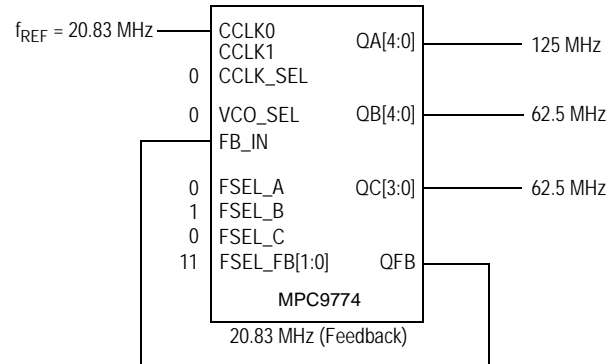 f_REF = 20.83 MHz
CCLK0
CCLK1
0 CCLK_SEL
0 VCO_SEL
FB_IN
0 FSEL_A
1 FSEL_B
0 FSEL_C
11 FSEL_FB[1:0]
QA[4:0] 125 MHz
QB[4:0] 62.5 MHz
QC[3:0] 62.5 MHz
QFB
MPC9774
20.83 MHz (Feedback)